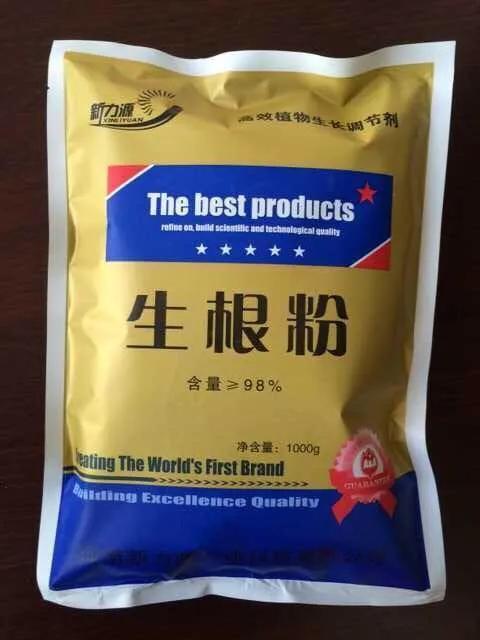 新力源
XINLIYUAN
高效植物生长调节剂
The best products
refine on, build scientific and technological quality
生根粉
含量≥98%
净含量：1000g
eating The World's First Brand
Building Excellence Quality
GUARANTEE